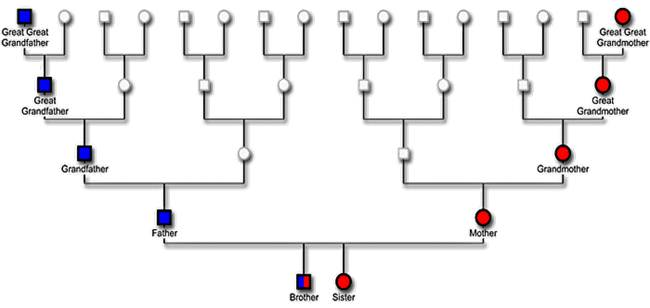 Great Great
Grandfather
Great Great
Grandmother
Great
Grandfather
Great
Grandmother
Grandfather
Grandmother
Father
Mother
Brother
Sister